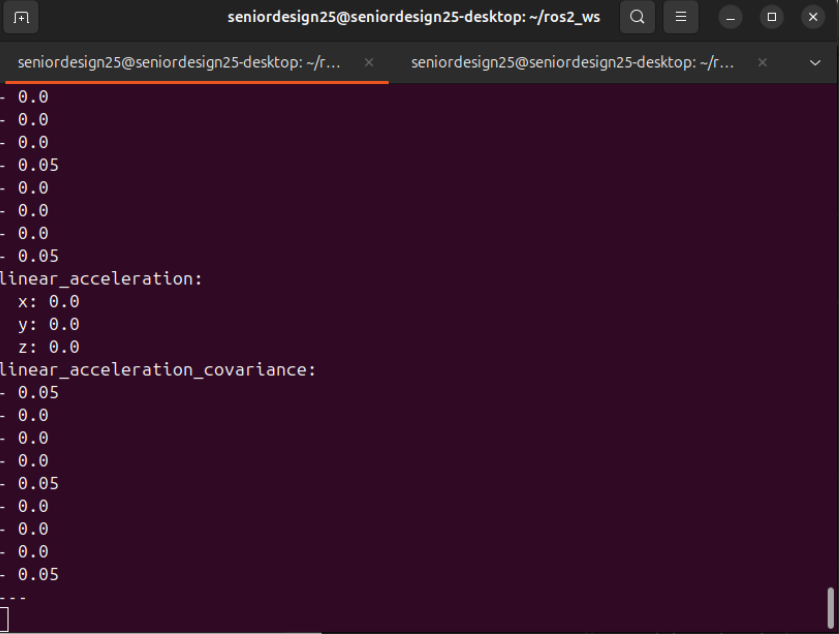 seniordesign25@seniordesign25-desktop: ~/ros2_ws
seniordesign25@seniordesign25-desktop: ~/r...
seniordesign25@seniordesign25-desktop: ~/r...
- 0.0
- 0.0
- 0.0
- 0.05
- 0.0
- 0.0
- 0.0
- 0.05
linear_acceleration:
  x: 0.0
  y: 0.0
  z: 0.0
linear_acceleration_covariance:
- 0.05
- 0.0
- 0.0
- 0.0
- 0.05
- 0.0
- 0.0
- 0.0
- 0.05
---